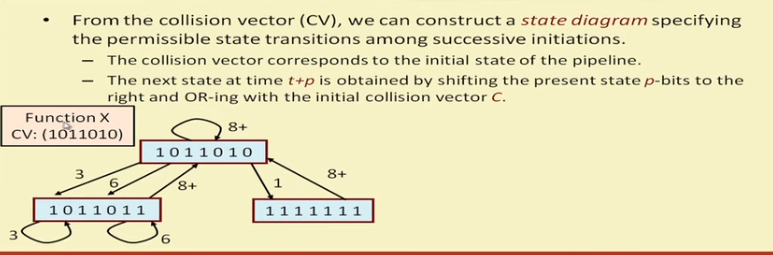 • From the collision vector (CV), we can construct a state diagram specifying
the permissible state transitions among successive initiations.
– The collision vector corresponds to the initial state of the pipeline.
– The next state at time t+p is obtained by shifting the present state p-bits to the
right and OR-ing with the initial collision vector C.
Function X
CV: (1011010)
8+
1 0 1 1 0 1 0
3
6
8+
1
8+
1 0 1 1 0 1 1
1 1 1 1 1 1 1
3
6